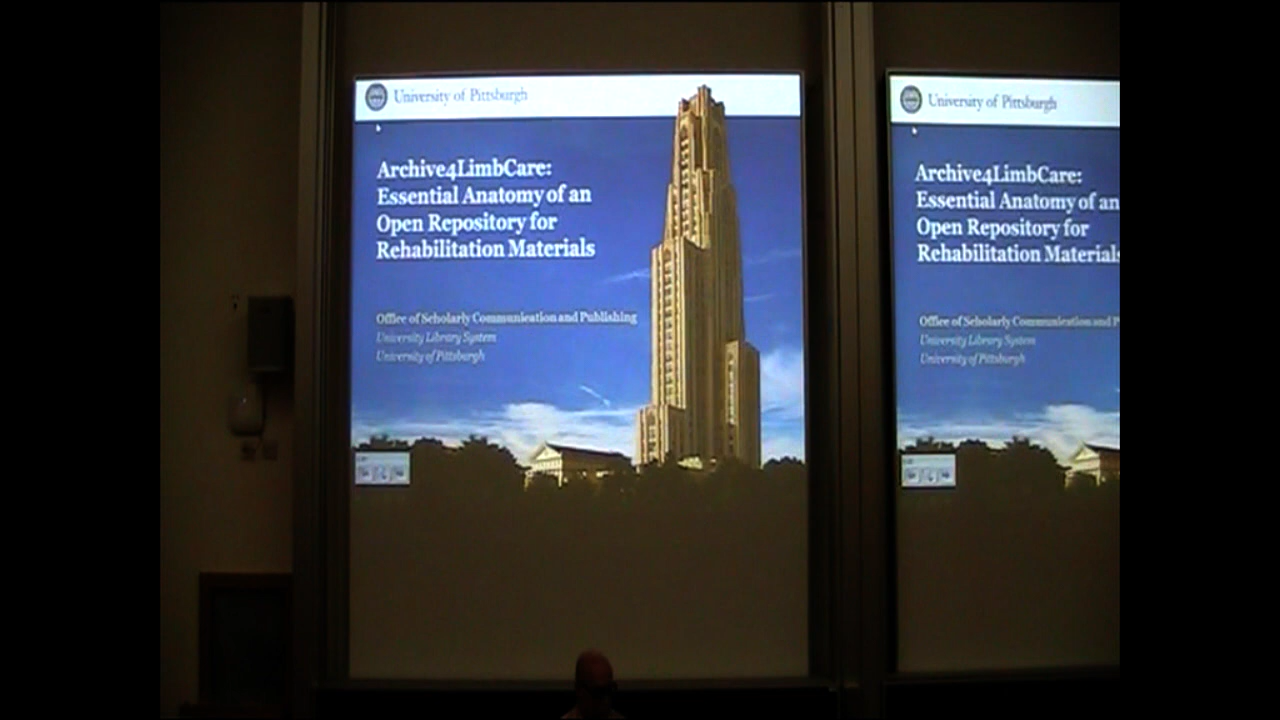 University of Pittsburgh
Archive4LimbCare:
Essential Anatomy of an
Open Repository for
Rehabilitation Materials
Office of Scholarly Communication and Publishing
University Library System
University of Pittsburgh
University of Pittsburgh
Archive4LimbCare:
Essential Anatomy of an
Open Repository for
Rehabilitation Materials
Office of Scholarly Communication and P
University Library System
University of Pittsburgh